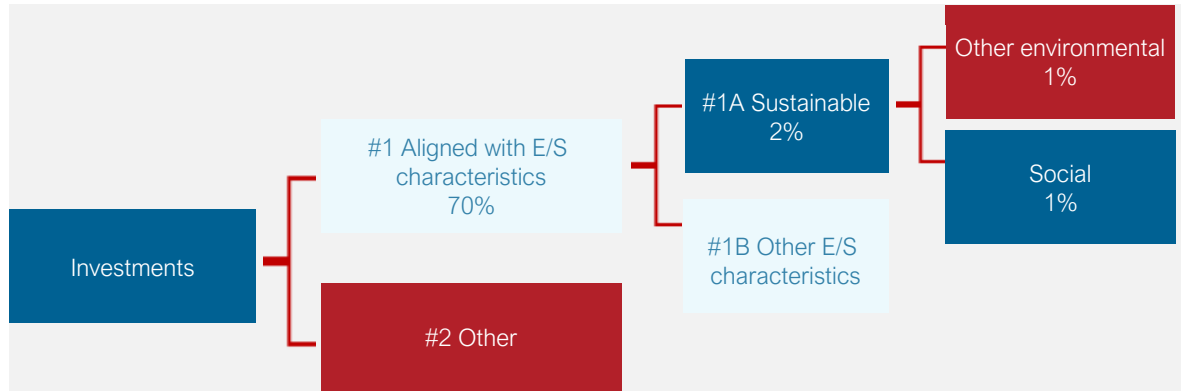 Investments
#1 Aligned with E/S
characteristics
70%
#2 Other
#1A Sustainable
2%
#1B Other E/S
characteristics
Other environmental
1%
Social
1%